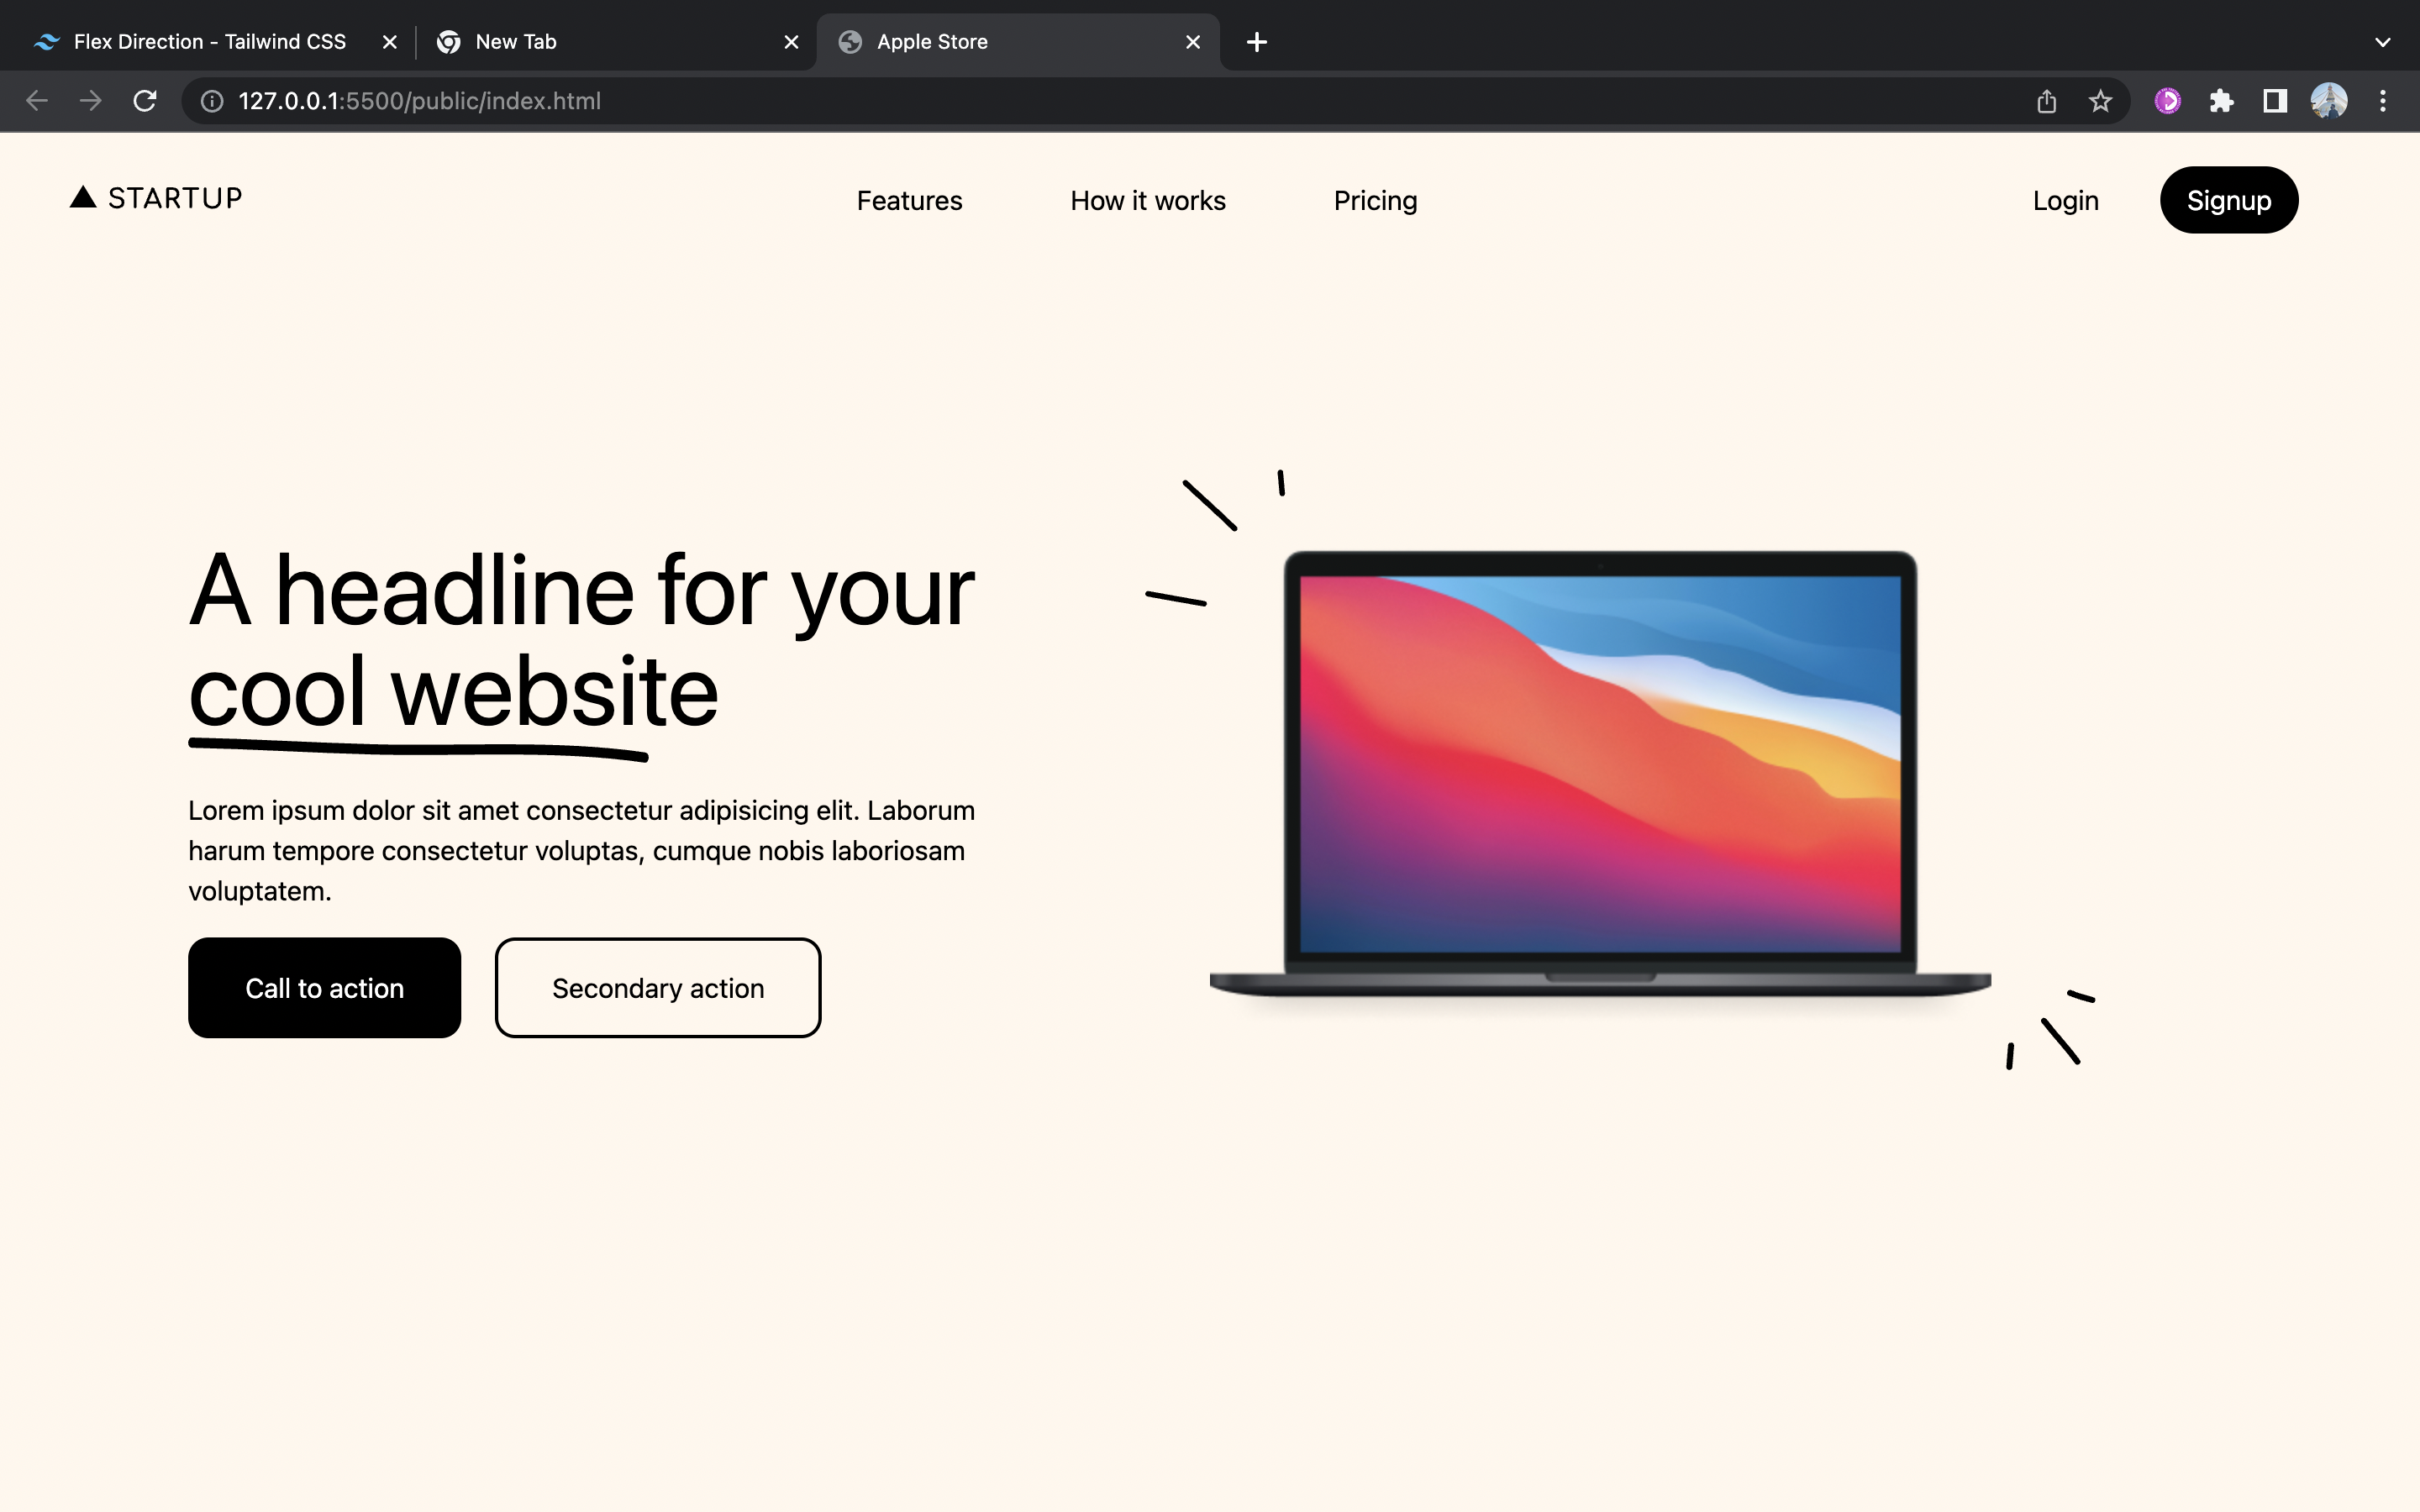 Flex Direction - Tailwind CSS
New Tab
Apple Store
127.0.0.1:5500/public/index.html
STARTUP
Features
How it works
Pricing
Login
Signup
A headline for your
cool website
Lorem ipsum dolor sit amet consectetur adipisicing elit. Laborum
harum tempore consectetur voluptas, cumque nobis laboriosam
voluptatem.
Call to action
Secondary action